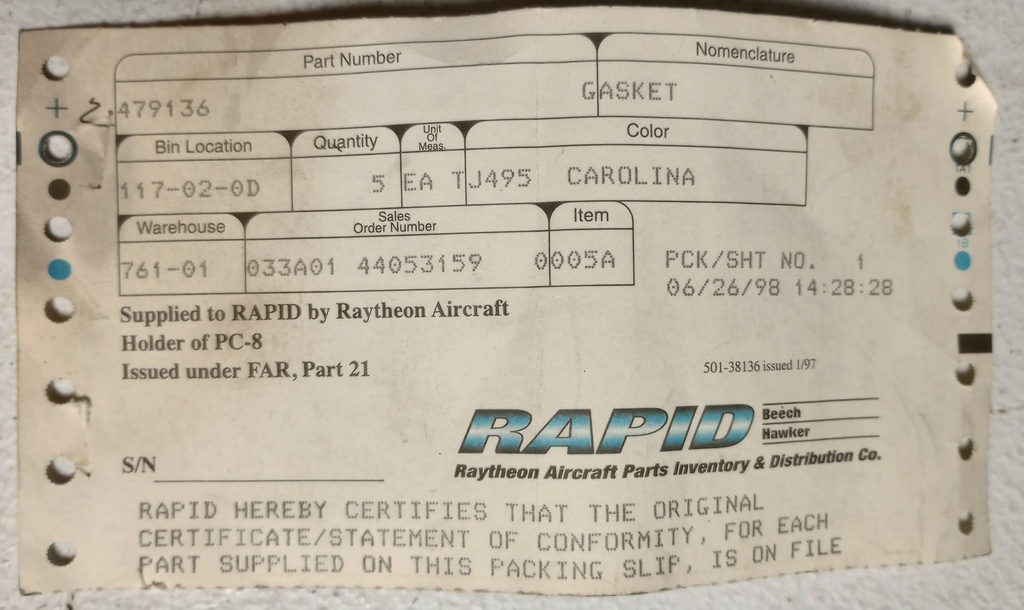 Part Number Nomenclature
2. 479136 GASKET
Bin Location Quantity Unit Of Meas. Color
117-02-0D 5 EA TJ495 CAROLINA
Warehouse Sales Order Number Item
761-01 033A01 44053159 0005A PCK/SHT NO. 1
06/26/98 14:28:28
Supplied to RAPID by Raytheon Aircraft
Holder of PC-8
Issued under FAR, Part 21
501-38136 issued 1/97
RAPID Beech
Hawker
Raytheon Aircraft Parts Inventory & Distribution Co.
S/N
RAPID HEREBY CERTIFIES THAT THE ORIGINAL
CERTIFICATE/STATEMENT OF CONFORMITY, FOR EACH
PART SUPPLIED ON THIS PACKING SLIP, IS ON FILE